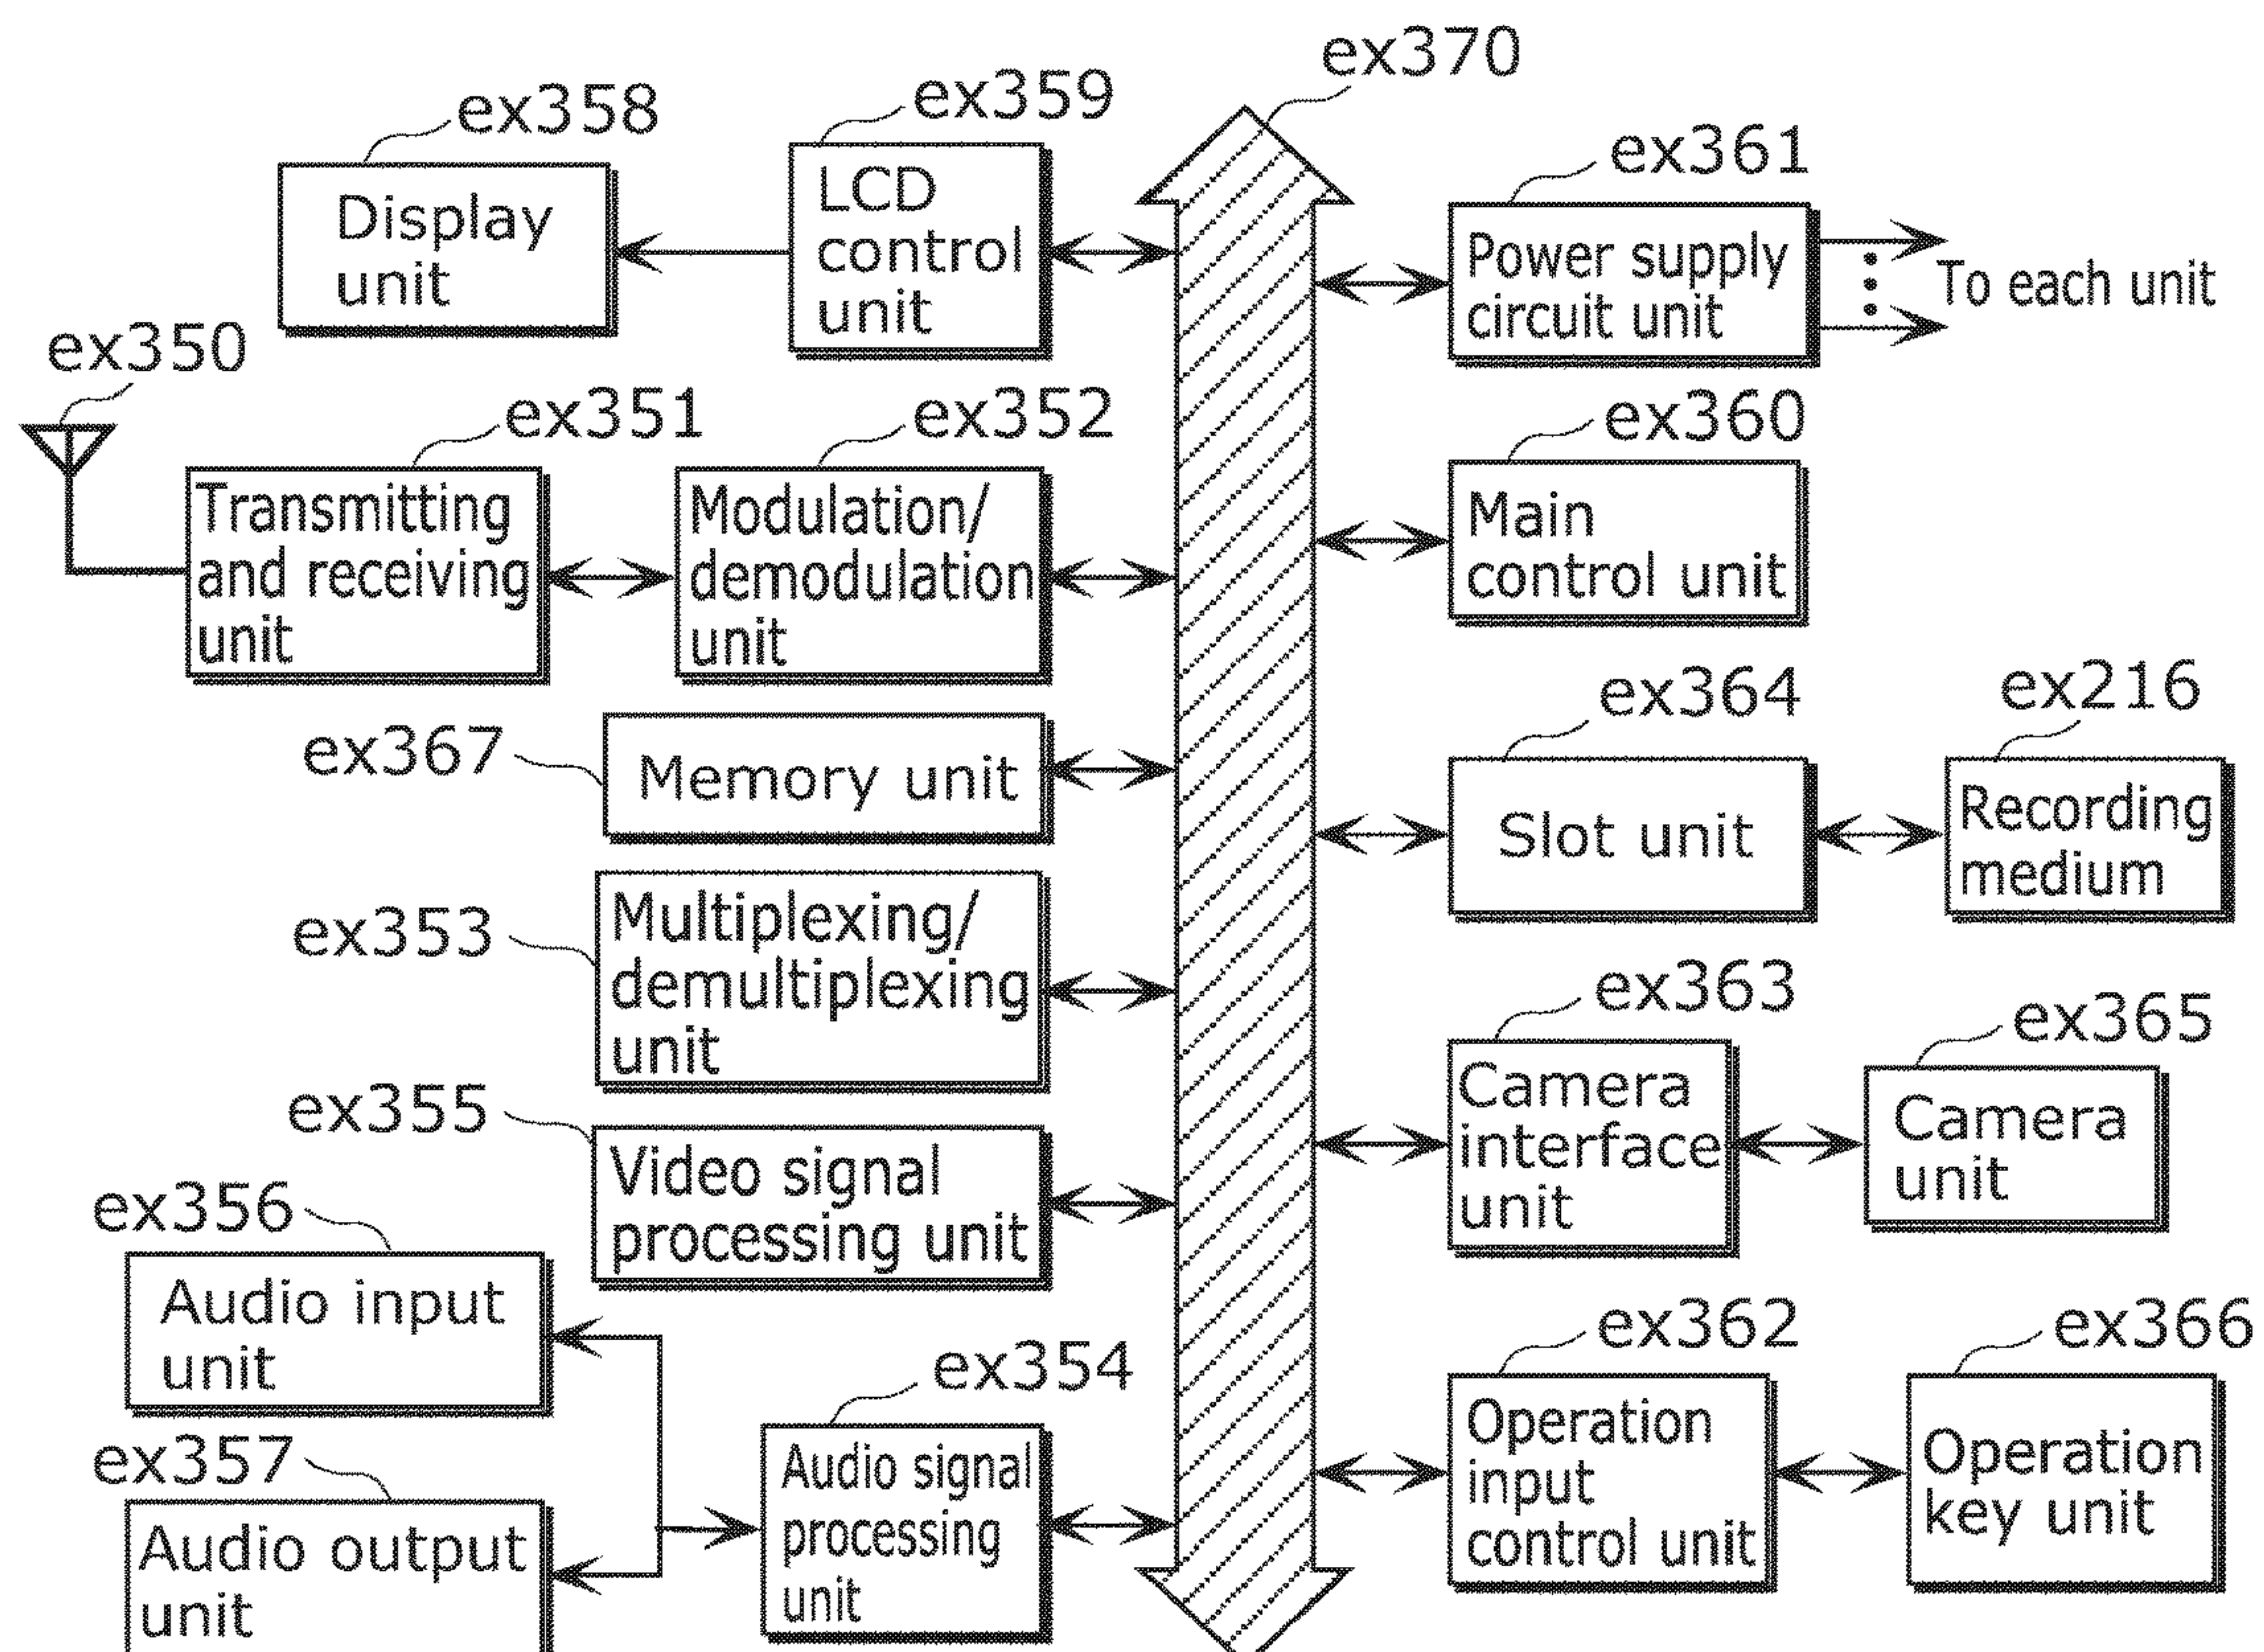 ex370
ex358
ex359
ex361
Display
unit
LCD
control
unit
Power supply
circuit unit
To each unit
ex350
ex351
ex352
ex360
Transmitting
and receiving
unit
Modulation/
demodulation
unit
Main
control unit
ex367
Memory unit
ex364
ex216
Slot unit
Recording
medium
ex353
Multiplexing/
demultiplexing
unit
ex363
ex365
Camera
interface
unit
Camera
unit
ex355
Video signal
processing unit
ex356
Audio input
unit
ex354
ex362
ex366
Audio signal
processing
unit
Operation
input
control unit
Operation
key unit
ex357
Audio output
unit